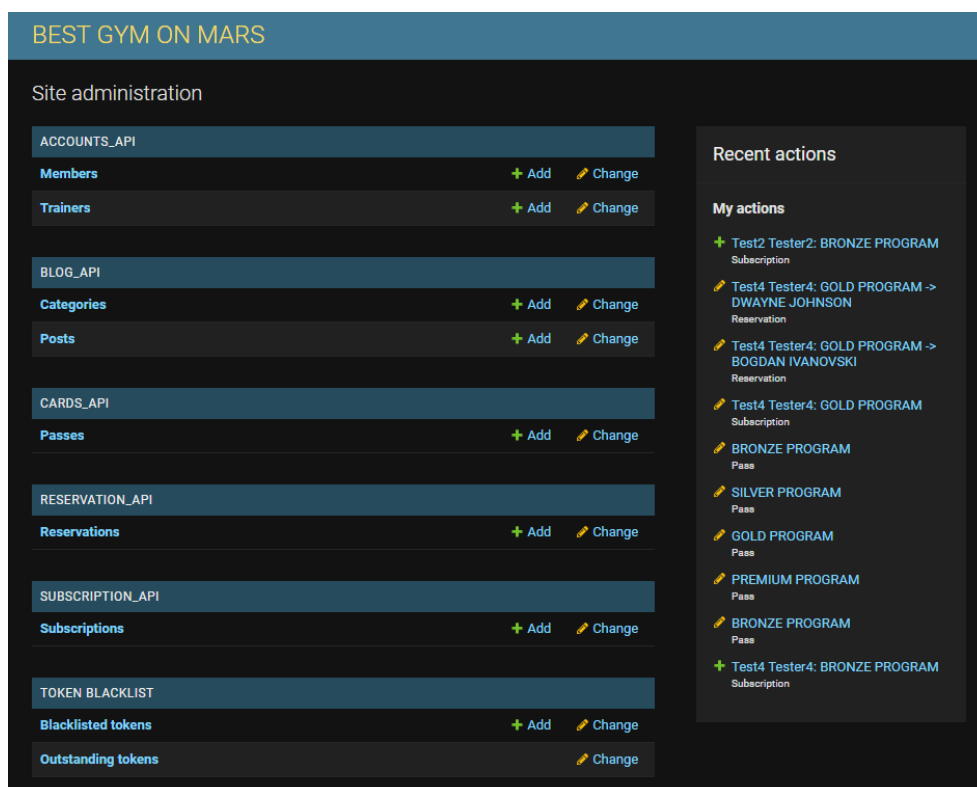 BEST GYM ON MARS
Site administration
ACCOUNTS_API
Members Add Change
Trainers Add Change
BLOG_API
Categories Add Change
Posts Add Change
CARDS_API
Passes Add Change
RESERVATION_API
Reservations Add Change
SUBSCRIPTION_API
Subscriptions Add Change
TOKEN BLACKLIST
Blacklisted tokens Add Change
Outstanding tokens Change
Recent actions
My actions
Test2 Tester2: BRONZE PROGRAM
Subscription
Test4 Tester4: GOLD PROGRAM ->
DWAYNE JOHNSON
Reservation
Test4 Tester4: GOLD PROGRAM ->
BOGDAN IVANOVSKI
Reservation
Test4 Tester4: GOLD PROGRAM
Subscription
BRONZE PROGRAM
Pass
SILVER PROGRAM
Pass
GOLD PROGRAM
Pass
PREMIUM PROGRAM
Pass
BRONZE PROGRAM
Pass
Test4 Tester4: BRONZE PROGRAM
Subscription